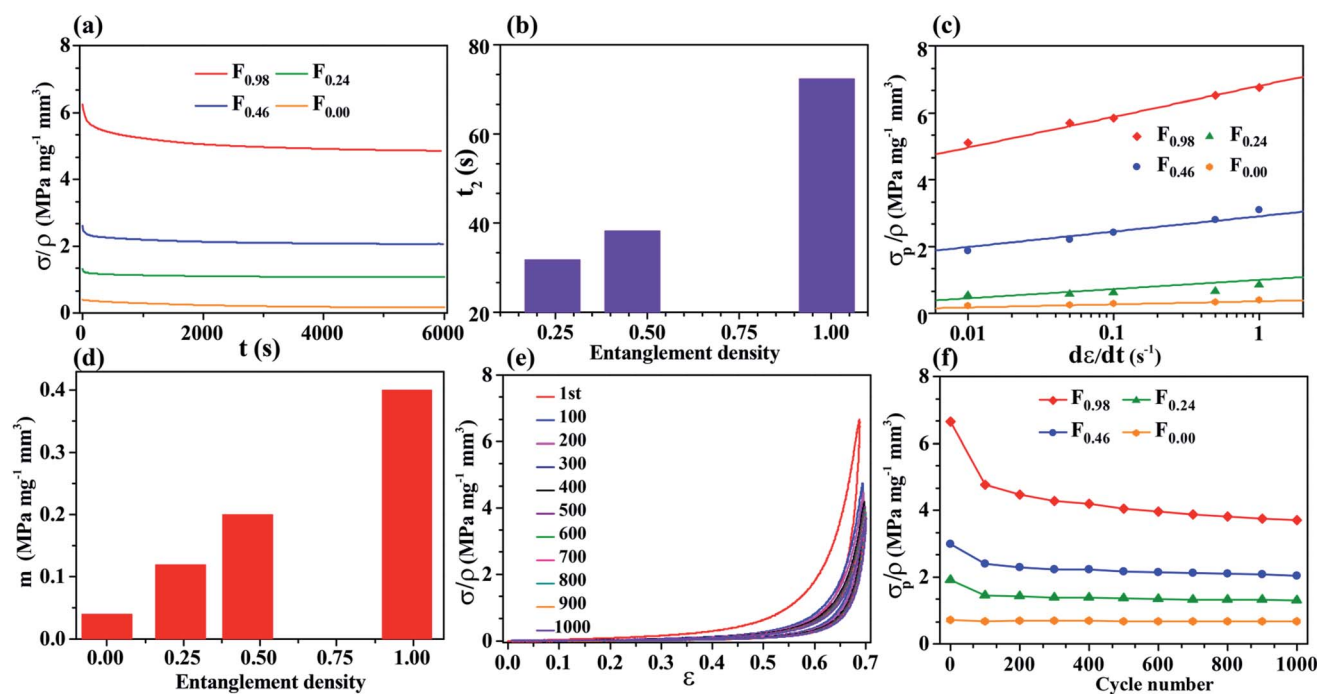 (a)
8
6
4
2
0
σ/ρ (MPa mg⁻¹ mm³)
F₀.₉₈ F₀.₂₄
F₀.₄₆ F₀.₀₀
0 2000 4000 6000
t (s)
(b)
80
60
40
20
t₂ (s)
0.25 0.50 0.75 1.00
Entanglement density
(c)
8
6
4
2
0
σₚ/ρ (MPa mg⁻¹ mm³)
F₀.₉₈ F₀.₂₄
F₀.₄₆ F₀.₀₀
0.01 0.1 1
dε/dt (s⁻¹)
(d)
0.4
0.3
0.2
0.1
0.0
m (MPa mg⁻¹ mm³)
0.00 0.25 0.50 0.75 1.00
Entanglement density
(e)
8
6
4
2
0
σ/ρ (MPa mg⁻¹ mm³)
1st
100
200
300
400
500
600
700
800
900
1000
0.0 0.1 0.2 0.3 0.4 0.5 0.6 0.7
ε
(f)
8
6
4
2
0
σₚ/ρ (MPa mg⁻¹ mm³)
F₀.₉₈ F₀.₂₄
F₀.₄₆ F₀.₀₀
0 200 400 600 800 1000
Cycle number